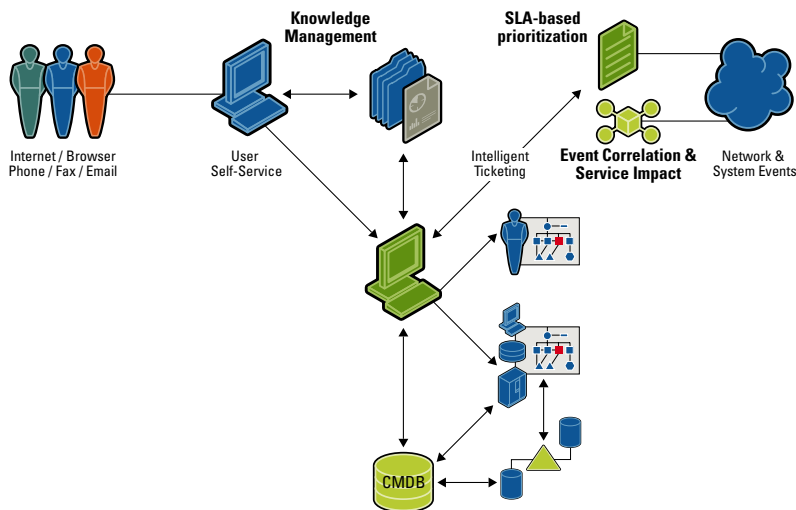 Knowledge
Management
SLA-based
prioritization
Internet / Browser
Phone / Fax / Email
User
Self-Service
Intelligent
Ticketing
Event Correlation &
Service Impact
Network &
System Events
CMDB